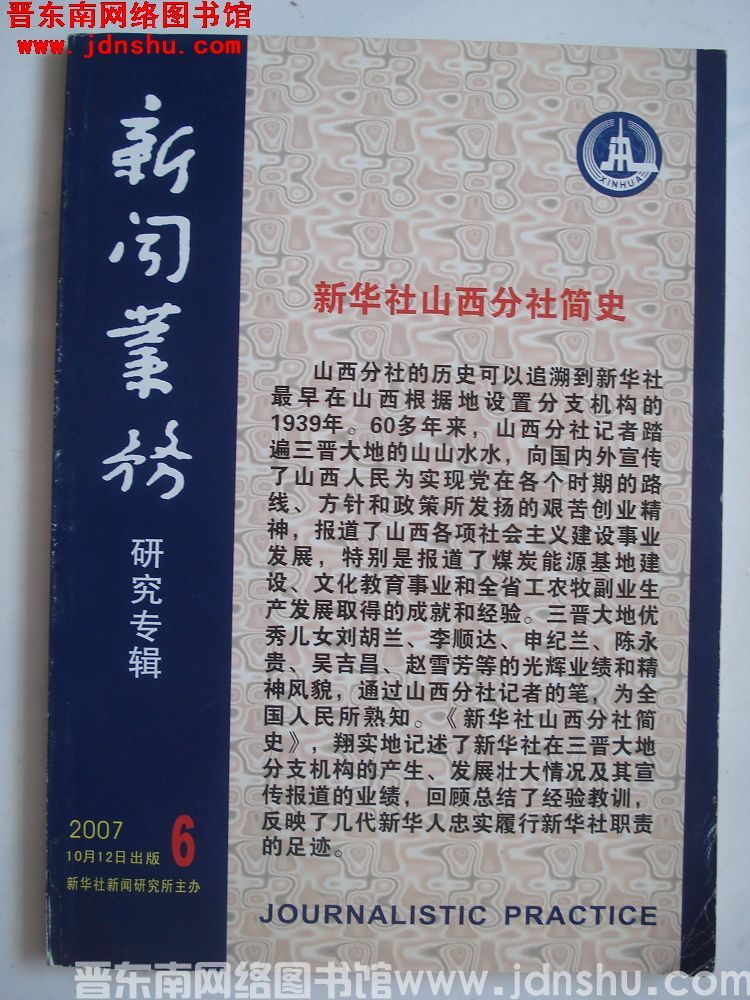 晋东南网络图书馆
www.jdnshu.com
新闻业务
研究专辑
2007
10月12日出版
6
新华社新闻研究所主办
XINHUA
新华社山西分社简史
山西分社的历史可以追溯到新华社
最早在山西根据地设置分支机构的
1939年。60多年来，山西分社记者踏
遍三晋大地的山山水水，向国内外宣传
了山西人民为实现党在各个时期的路
线、方针和政策所发扬的艰苦创业精
神，报道了山西各项社会主义建设事业
发展，特别是报道了煤炭能源基地建
设、文化教育事业和全省工农牧副业生
产发展取得的成就和经验。三晋大地优
秀儿女刘胡兰、李顺达、申纪兰、陈永
贵、吴吉昌、赵雪芳等的光辉业绩和精
神风貌，通过山西分社记者的笔，为全
国人民所熟知。《新华社山西分社简
史》，翔实地记述了新华社在三晋大地
分支机构的产生、发展壮大情况及其宣
传报道的业绩，回顾总结了经验教训，
反映了几代新华人忠实履行新华社职责
的足迹。
JOURNALISTIC PRACTICE
晋东南网络图书馆www.jdnshu.com